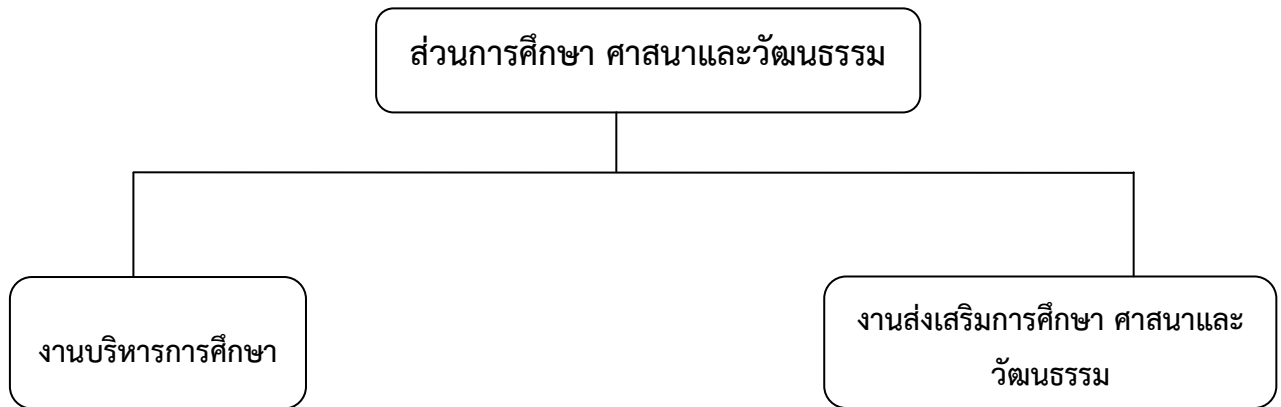 ส่วนการศึกษา ศาสนาและวัฒนธรรม
งานบริหารการศึกษา
งานส่งเสริมการศึกษา ศาสนาและ
วัฒนธรรม